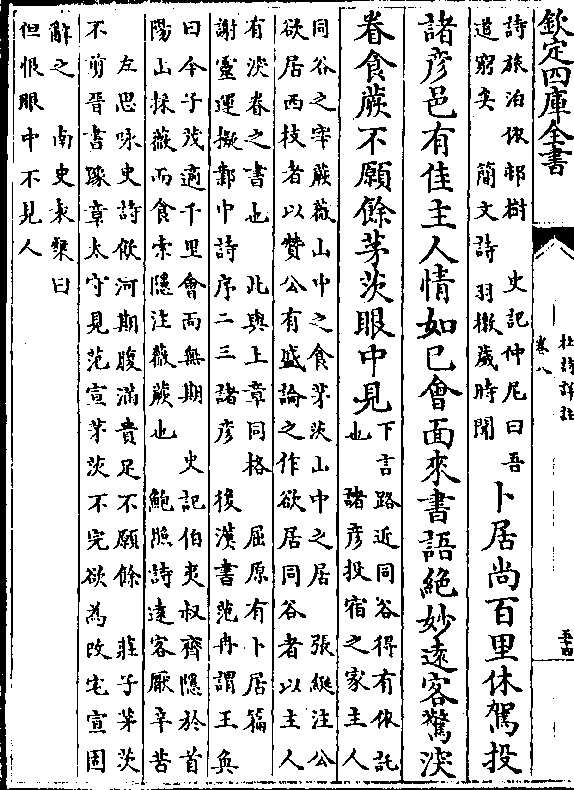 欽定四庫全書
杜詩詳註
卷八
五十四
詩旅泊依邨樹　史記仲尼曰吾
道窮矣　簡文詩羽檄歲時聞
卜居尚百里休駕投
諸彦邑有佳主人情如已會面來書語絕妙逺客驚深
眷食蕨不願餘茅茨眼中見
下言路近同谷得有依託
也　諸彦投宿之家主人
同谷之宰蕨薇山中之食茅茨山中之居　張綖注公
欲居西枝者以贊公有盛論之作欲居同谷者以主人
有深眷之書也　此與上章同格　屈原有卜居篇
謝靈運擬鄴中詩序二三諸彦　後漢書范冉謂王奐
曰今子逺適千里會面無期　史記伯夷叔齊隱於首
陽山採薇而食索隱注薇蕨也　鮑照詩逺客厭辛苦
左思咏史詩飲河期腹滿貴足不願餘　莊子茅茨
不剪晉書豫章太守見范宣茅茨不完欲為改宅宣固
辭之　南史袁粲曰
但恨眼中不見人